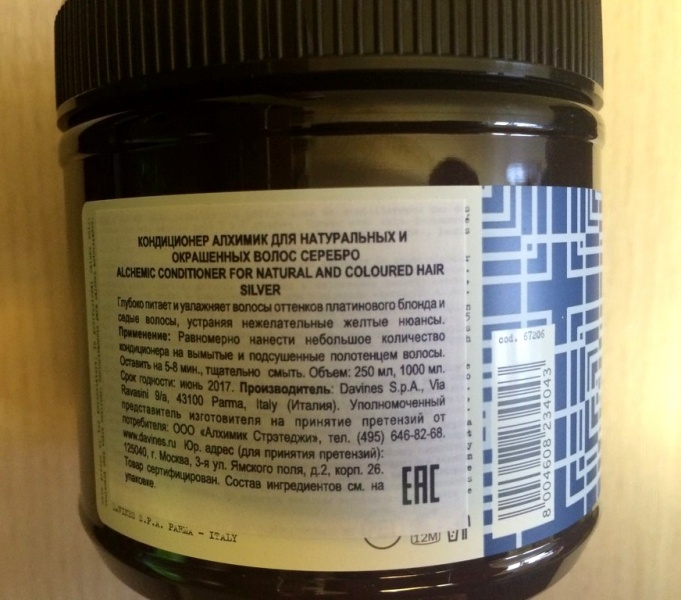 КОНДИЦИОНЕР АЛХИМИК ДЛЯ НАТУРАЛЬНЫХ И
ОКРАШЕННЫХ ВОЛОС СЕРЕБРО
ALCHEMIC CONDITIONER FOR NATURAL AND COLOURED HAIR
SILVER
Глубоко питает и увлажняет волосы оттенков платинового блонда и
седые волосы, устраняя нежелательные желтые нюансы.
Применение: Равномерно нанести небольшое количество
кондиционера на вымытые и подсушенные полотенцем волосы.
Оставить на 5-8 мин., тщательно смыть. Объем: 250 мл, 1000 мл.
Срок годности: июнь 2017. Производитель: Davines S.p.A., Via
Ravasini 9/a, 43100 Parma, Italy (Италия). Уполномоченный
представитель изготовителя на принятие претензий от
потребителя: ООО «Алхимик Стрэтеджи», тел. (495) 646-82-68.
www.davines.ru Юр. адрес (для принятия претензий):
125040, г. Москва, 3-я ул. Ямского поля, д.2, корп. 26.
Товар сертифицирован. Состав ингредиентов см. на
упаковке.
EAC
DAVINES S.P.A. PARMA - ITALY
12M
cod. 67206
8 004608 234043